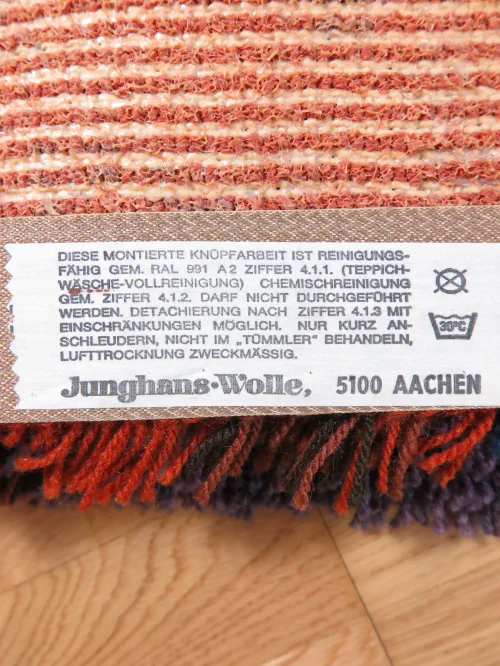 DIESE MONTIERTE KNÜPFARBEIT IST REINIGUNGS-
FÄHIG GEM. RAL 991 A2 ZIFFER 4.1.1. (TEPPICH-
WÄSCHE-VOLLREINIGUNG) CHEMISCHREINIGUNG
GEM. ZIFFER 4.1.2. DARF NICHT DURCHGEFÜHRT
WERDEN. DETACHIERUNG NACH ZIFFER 4.1.3 MIT
EINSCHRÄNKUNGEN MÖGLICH. NUR KURZ AN-
SCHLEUDERN, NICHT IM „TÜMMLER" BEHANDELN,
LUFTTROCKNUNG ZWECKMÄSSIG.
30°C
Junghans·Wolle, 5100 AACHEN